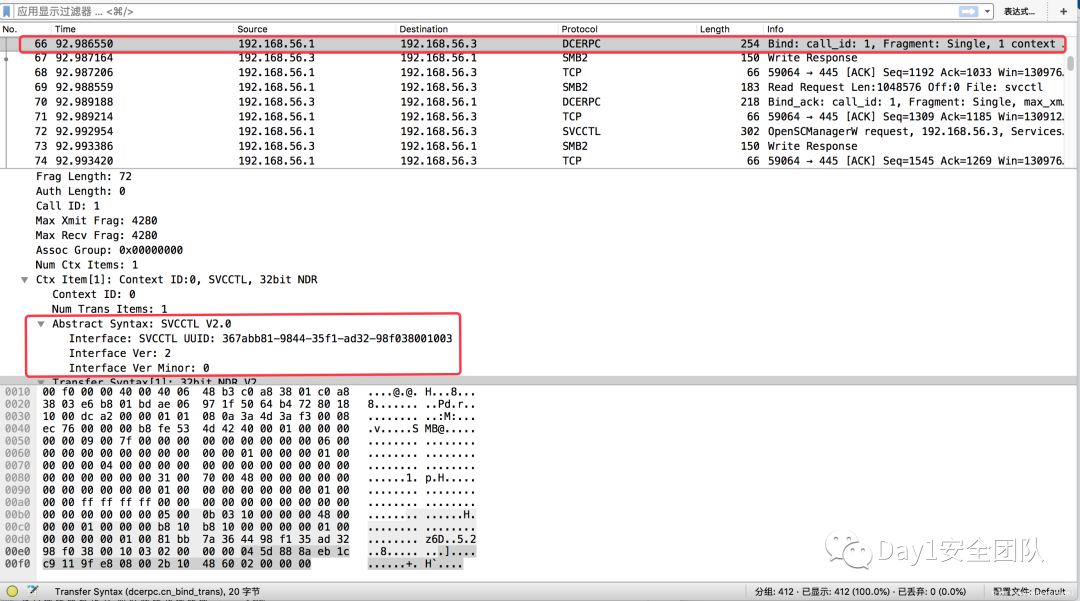 应用显示过滤器 … <⌘/>
表达式…
+
No. Time Source Destination Protocol Length Info
66 92.986550 192.168.56.1 192.168.56.3 DCERPC 254 Bind: call_id: 1, Fragment: Single, 1 context …
67 92.987164 192.168.56.3 192.168.56.1 SMB2 150 Write Response
68 92.987206 192.168.56.1 192.168.56.3 TCP 66 59064 → 445 [ACK] Seq=1192 Ack=1033 Win=130976…
69 92.988559 192.168.56.1 192.168.56.3 SMB2 183 Read Request Len:1048576 Off:0 File: svcctl
70 92.989188 192.168.56.3 192.168.56.1 DCERPC 218 Bind_ack: call_id: 1, Fragment: Single, max_xm…
71 92.989214 192.168.56.1 192.168.56.3 TCP 66 59064 → 445 [ACK] Seq=1309 Ack=1185 Win=130912…
72 92.992954 192.168.56.1 192.168.56.3 SVCCTL 302 OpenSCManagerW request, 192.168.56.3, Services…
73 92.993386 192.168.56.3 192.168.56.1 SMB2 150 Write Response
74 92.993420 192.168.56.1 192.168.56.3 TCP 66 59064 → 445 [ACK] Seq=1545 Ack=1269 Win=130976…
Frag Length: 72
Auth Length: 0
Call ID: 1
Max Xmit Frag: 4280
Max Recv Frag: 4280
Assoc Group: 0x00000000
Num Ctx Items: 1
Ctx Item[1]: Context ID:0, SVCCTL, 32bit NDR
Context ID: 0
Num Trans Items: 1
Abstract Syntax: SVCCTL V2.0
Interface: SVCCTL UUID: 367abb81-9844-35f1-ad32-98f038001003
Interface Ver: 2
Interface Ver Minor: 0
Transfer Syntax[1]: 32bit NDR V2
0010 00 f0 00 00 40 00 40 06 48 b3 c0 a8 38 01 c0 a8 ....@.@. H...8...
0020 38 03 e6 b8 01 bd ae 06 97 1f 50 64 b4 72 80 18 8....... ..Pd.r..
0030 10 00 dc a2 00 00 01 01 08 0a 3a 4d 3a f3 00 08 ........ ..:M:...
0040 ec 76 00 00 00 b8 fe 53 4d 42 40 00 01 00 00 00 .v.....S MB@.....
0050 00 00 09 00 7f 00 00 00 00 00 00 00 00 00 06 00 ........ ........
0060 00 00 00 00 00 00 00 00 00 00 01 00 00 00 01 00 ........ ........
0070 00 00 00 04 00 00 00 00 00 00 00 00 00 00 00 00 ........ ........
0080 00 00 00 00 00 00 31 00 70 00 48 00 00 00 00 00 ......1. p.H.....
0090 00 00 00 00 00 00 01 00 00 00 00 00 00 00 01 00 ........ ........
00a0 00 00 ff ff ff ff 00 00 00 00 00 00 00 00 00 00 ........ ........
00b0 00 00 00 00 00 00 05 00 0b 03 10 00 00 00 48 00 ........ ......H.
00c0 00 00 01 00 00 00 b8 10 b8 10 00 00 00 00 01 00 ........ ........
00d0 00 00 00 00 01 00 81 bb 7a 36 44 98 f1 35 ad 32 ........ z6D..5.2
00e0 98 f0 38 00 10 03 02 00 00 00 04 5d 88 8a eb 1c ..8..... ...]....
00f0 c9 11 9f e8 08 00 2b 10 48 60 02 00 00 00 ......+. H`....
Day1安全团队
Transfer Syntax (dcerpc.cn_bind_trans), 20 字节
分组: 412 · 已显示: 412 (100.0%) · 已丢弃: 0 (0.0%)
配置文件: Default